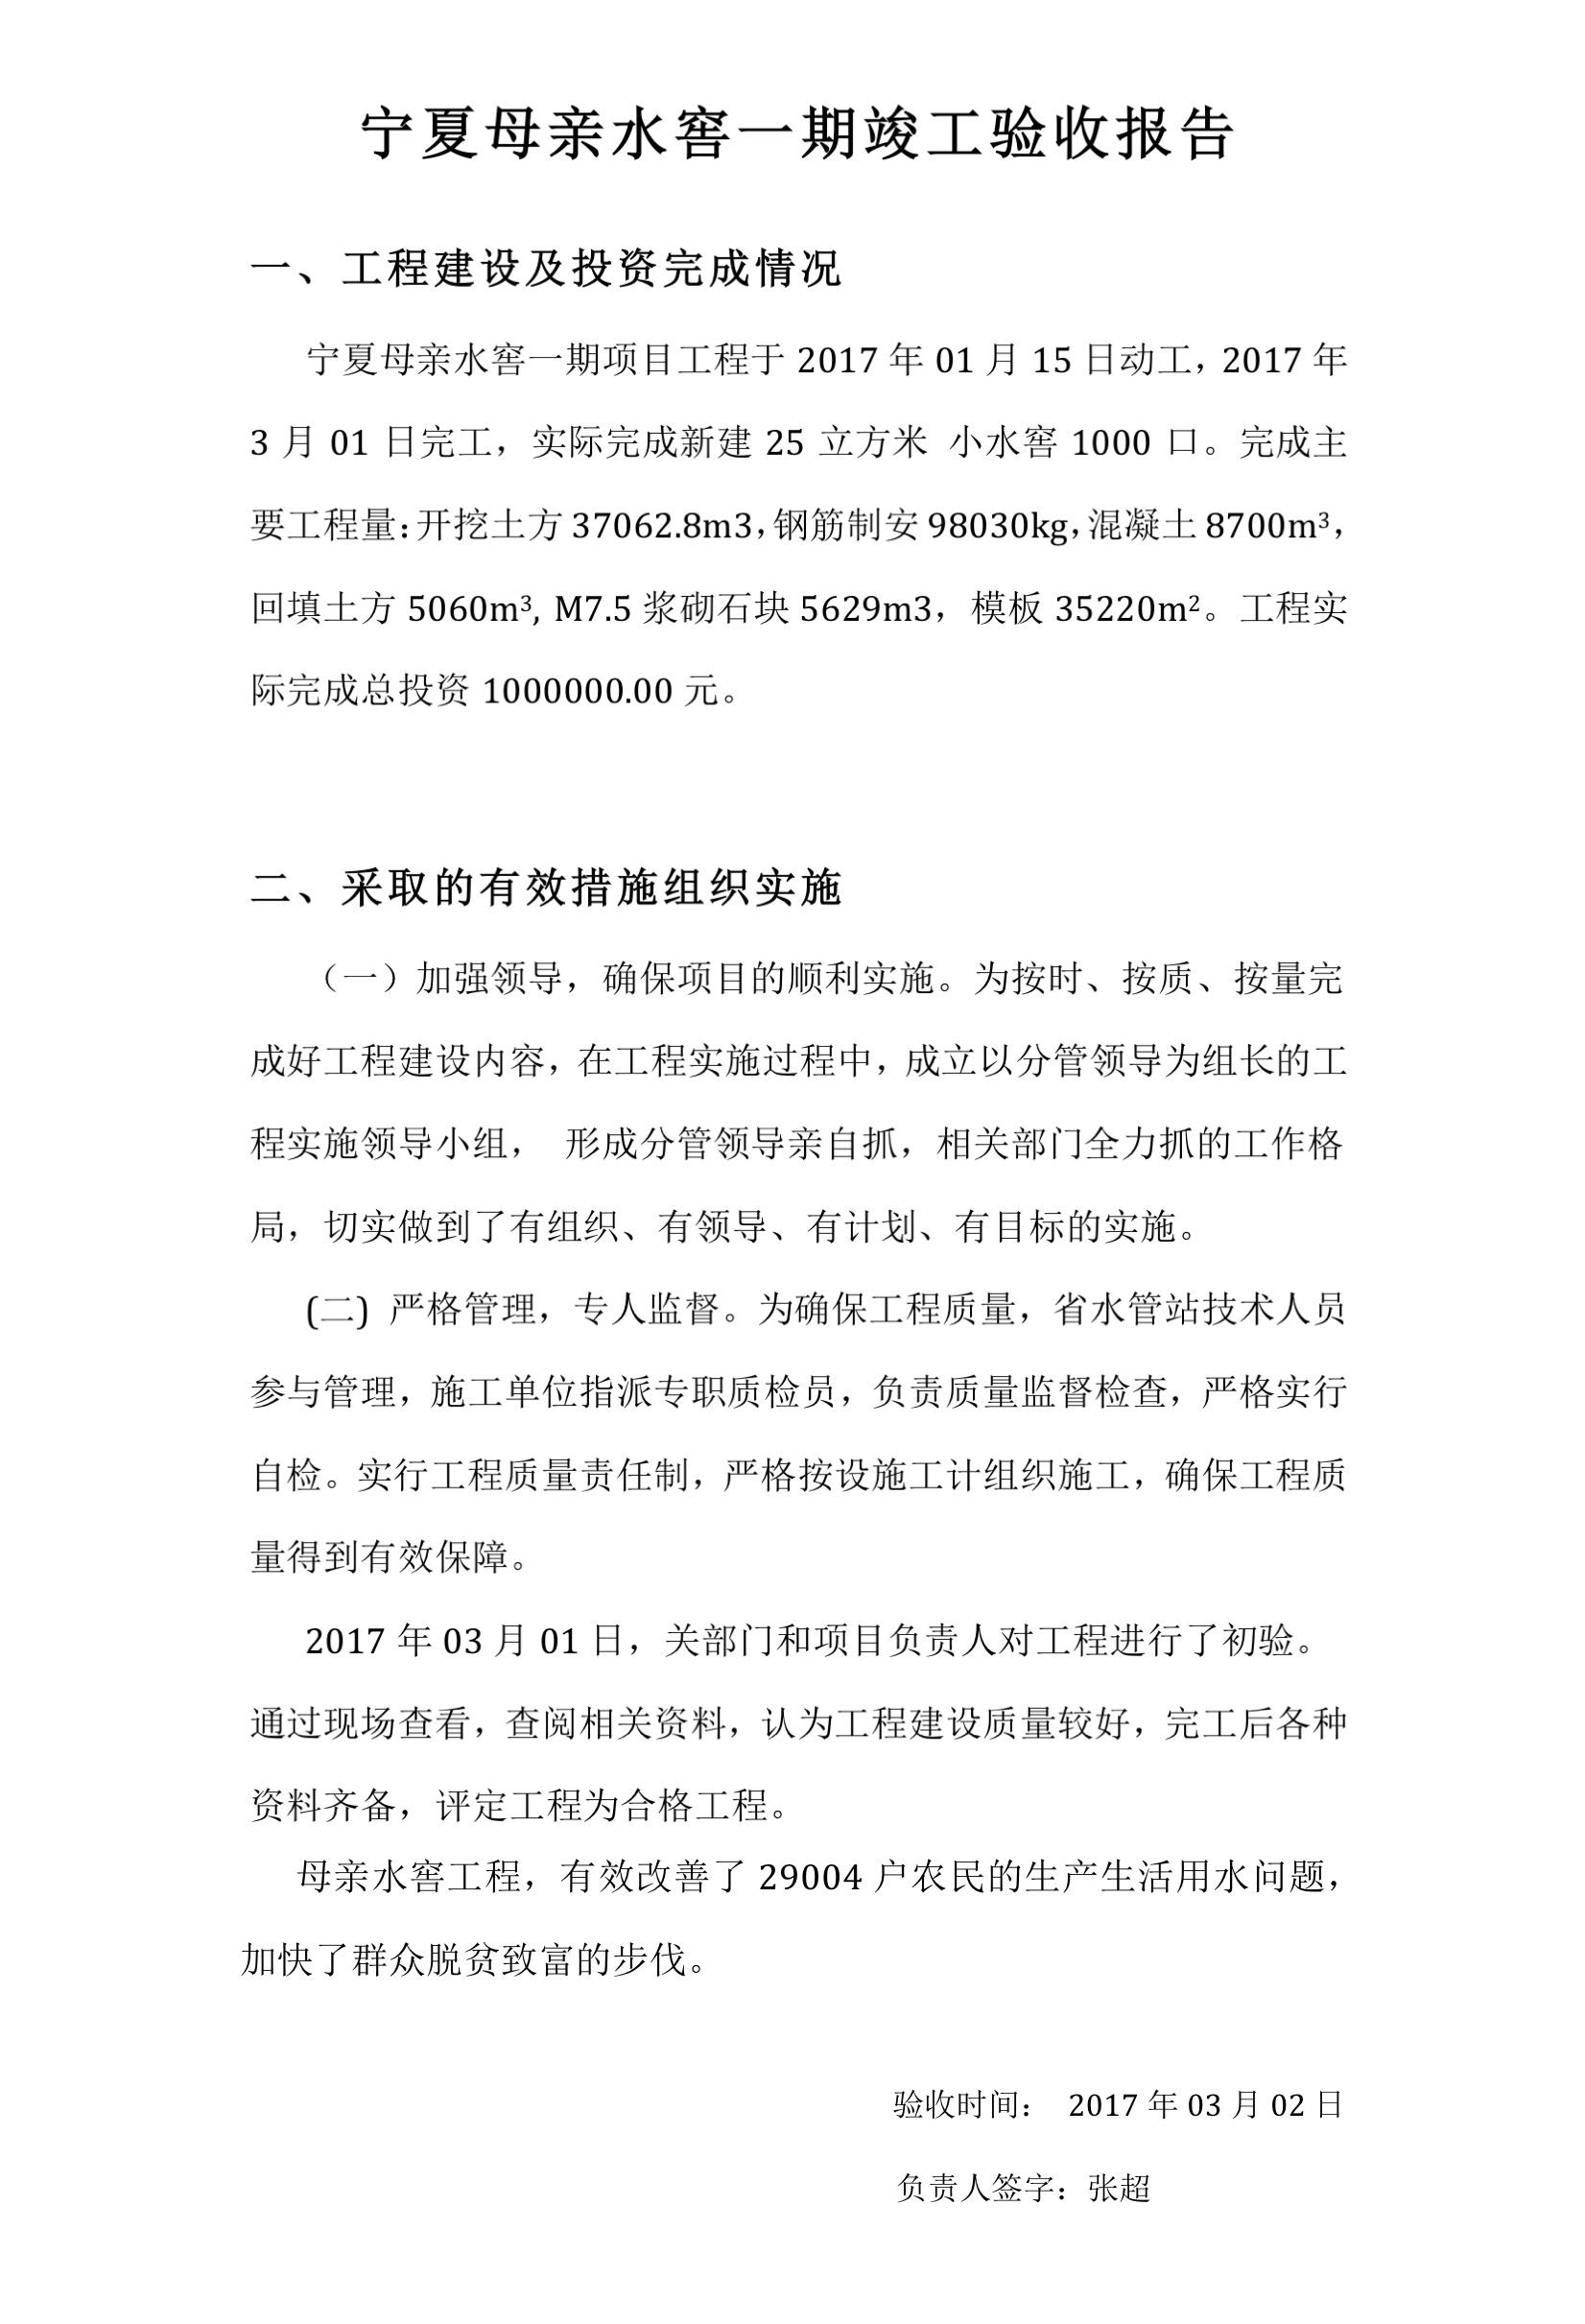 宁夏母亲水窖一期竣工验收报告
一、工程建设及投资完成情况
宁夏母亲水窖一期项目工程于 2017 年 01 月 15 日动工，2017 年
3 月 01 日完工，实际完成新建 25 立方米 小水窖 1000 口。完成主
要工程量：开挖土方 37062.8m3，钢筋制安 98030kg，混凝土 8700m³，
回填土方 5060m³, M7.5 浆砌石块 5629m3，模板 35220m²。工程实
际完成总投资 1000000.00 元。
二、采取的有效措施组织实施
（一）加强领导，确保项目的顺利实施。为按时、按质、按量完
成好工程建设内容，在工程实施过程中，成立以分管领导为组长的工
程实施领导小组， 形成分管领导亲自抓，相关部门全力抓的工作格
局，切实做到了有组织、有领导、有计划、有目标的实施。
(二) 严格管理，专人监督。为确保工程质量，省水管站技术人员
参与管理，施工单位指派专职质检员，负责质量监督检查，严格实行
自检。实行工程质量责任制，严格按设施工计组织施工，确保工程质
量得到有效保障。
2017 年 03 月 01 日，关部门和项目负责人对工程进行了初验。
通过现场查看，查阅相关资料，认为工程建设质量较好，完工后各种
资料齐备，评定工程为合格工程。
母亲水窖工程，有效改善了 29004 户农民的生产生活用水问题，
加快了群众脱贫致富的步伐。
验收时间： 2017 年 03 月 02 日
负责人签字：张超